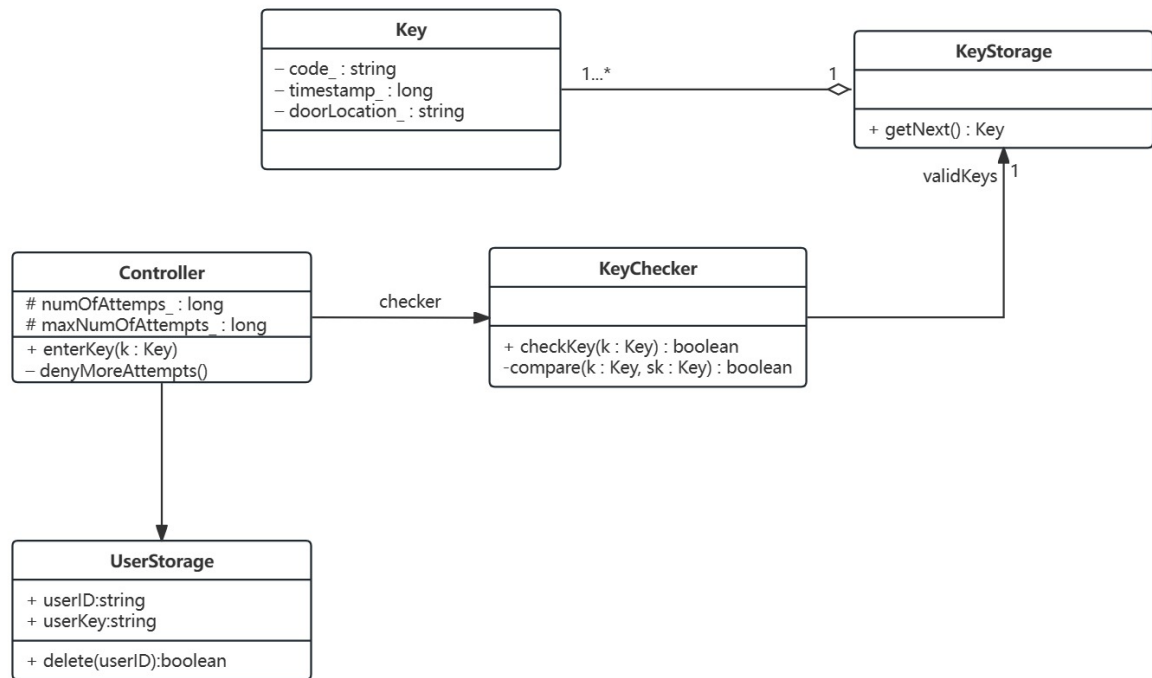 Key
– code_ : string
– timestamp_ : long
– doorLocation_ : string
1...*
1
KeyStorage
+ getNext() : Key
validKeys
1
Controller
# numOfAttemps_ : long
# maxNumOfAttempts_ : long
+ enterKey(k : Key)
– denyMoreAttempts()
checker
KeyChecker
+ checkKey(k : Key) : boolean
-compare(k : Key, sk : Key) : boolean
UserStorage
+ userID:string
+ userKey:string
+ delete(userID):boolean